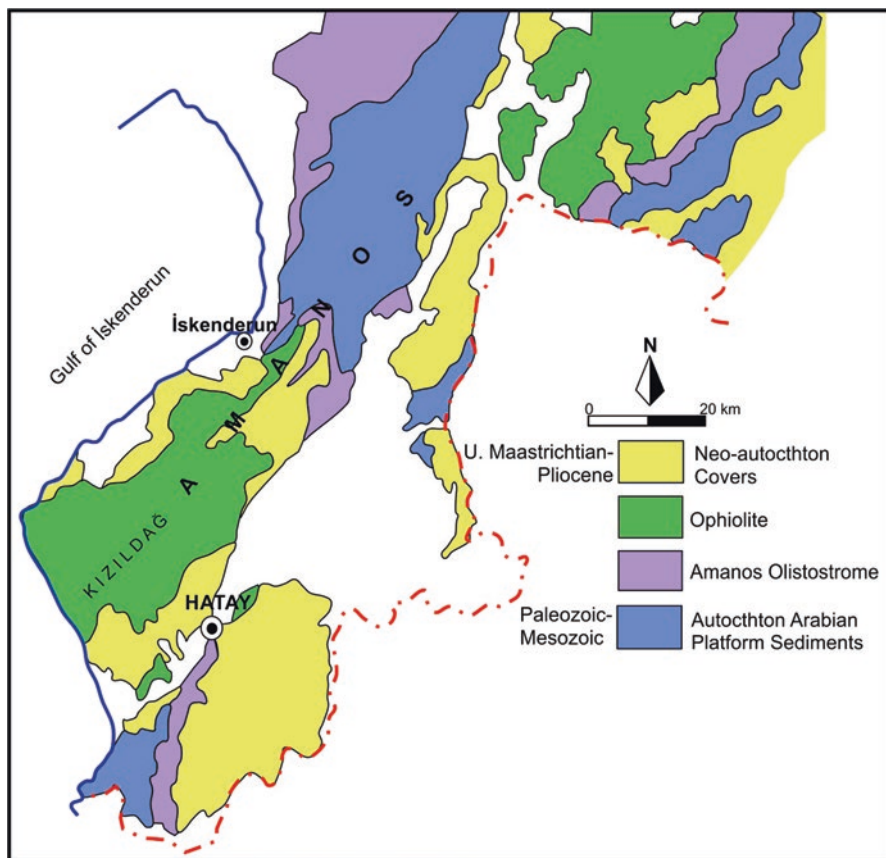 Gulf of İskenderun
İskenderun
AMANOS
KIZILDAĞ
HATAY
N
0 20 km
U. Maastrichtian-
Pliocene
Neo-autocthton
Covers
Ophiolite
Amanos Olistostrome
Paleozoic-
Mesozoic
Autocthton Arabian
Platform Sediments